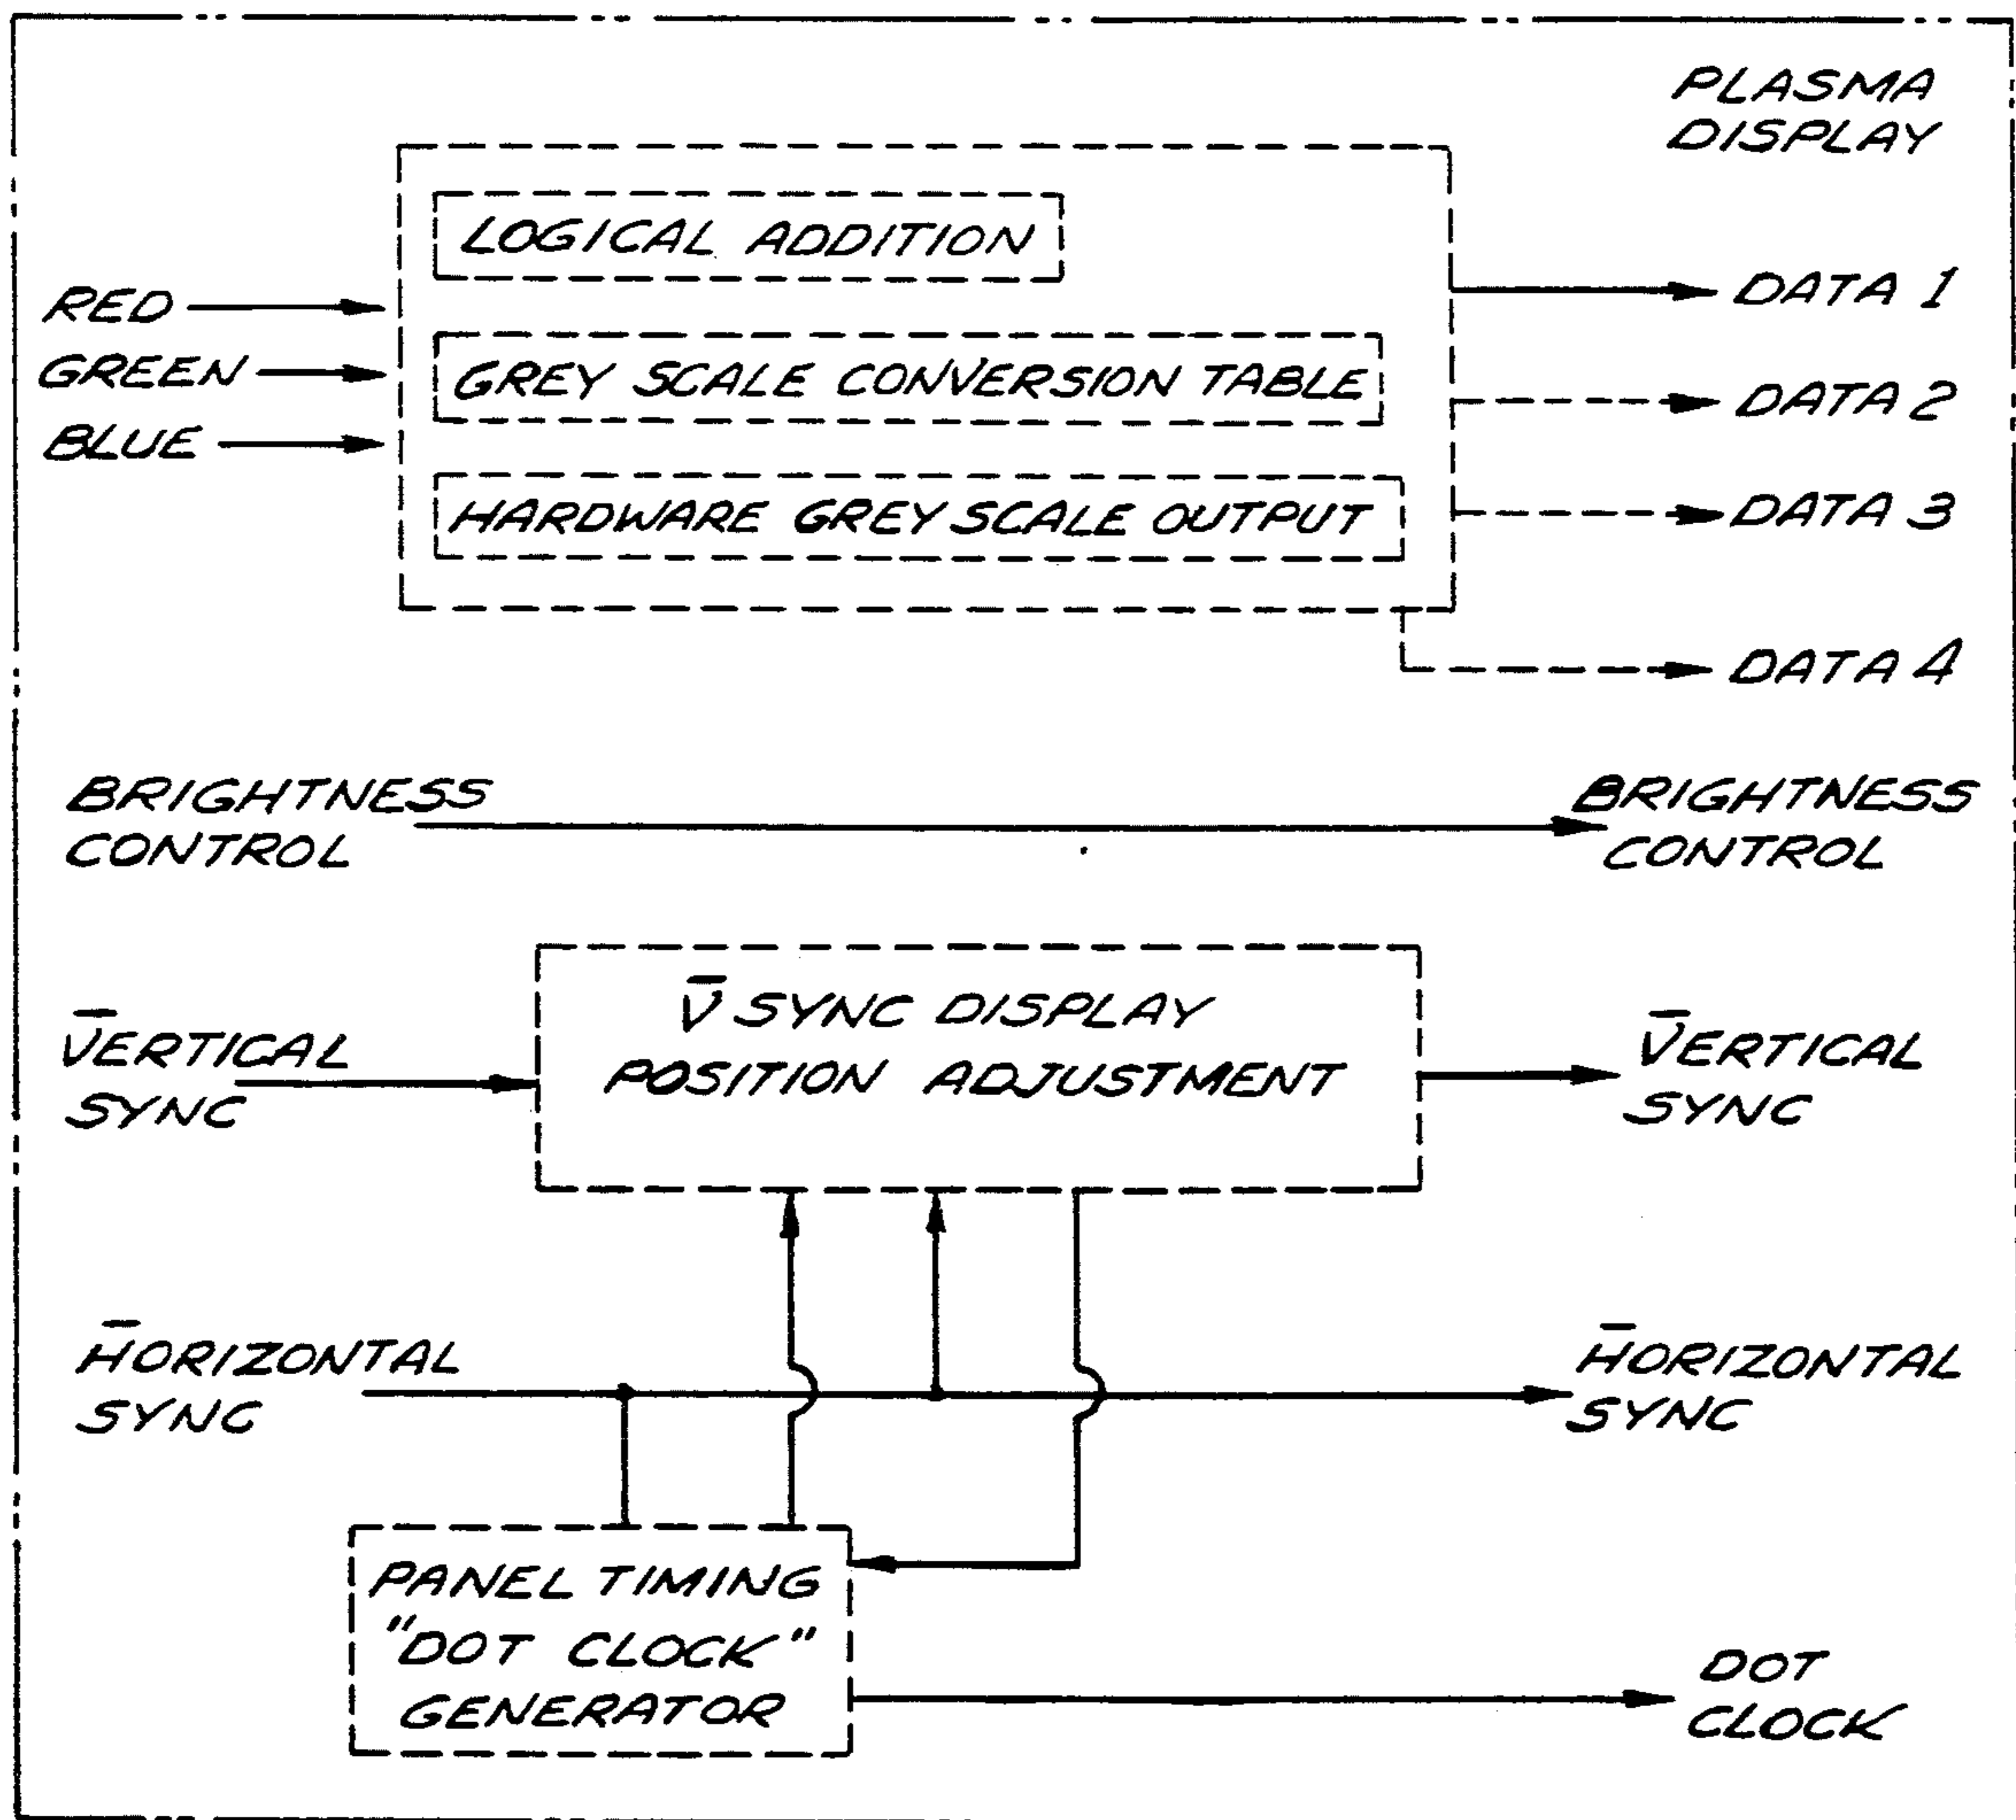 PLASMA
DISPLAY
LOGICAL ADDITION
RED
GREEN
BLUE
GREY SCALE CONVERSION TABLE
HARDWARE GREY SCALE OUTPUT
DATA 1
DATA 2
DATA 3
DATA 4
BRIGHTNESS
CONTROL
BRIGHTNESS
CONTROL
V̄ERTICAL
SYNC
V̄ SYNC DISPLAY
POSITION ADJUSTMENT
V̄ERTICAL
SYNC
H̄ORIZONTAL
SYNC
H̄ORIZONTAL
SYNC
PANEL TIMING
"DOT CLOCK"
GENERATOR
DOT
CLOCK